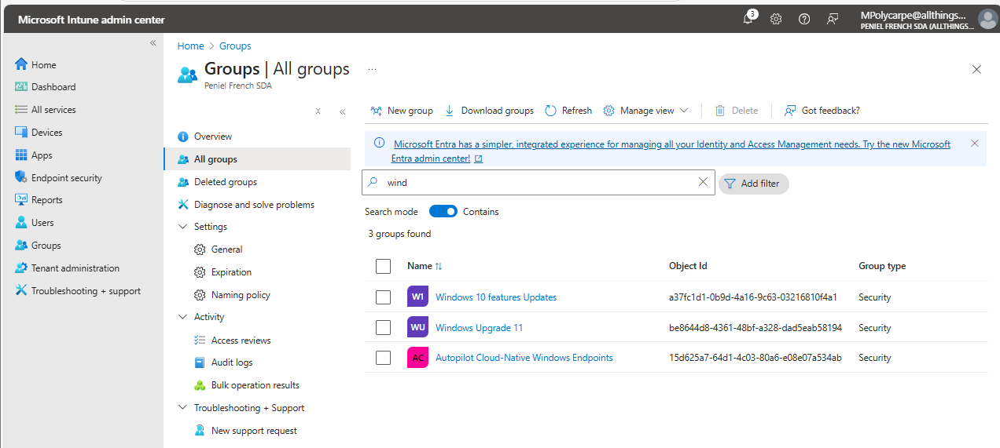 Microsoft Intune admin center
3
MPolycarpe@allthings...
PENIEL FRENCH SDA (ALLTHINGS...
Home
Dashboard
All services
Devices
Apps
Endpoint security
Reports
Users
Groups
Tenant administration
Troubleshooting + support
Home > Groups
Groups | All groups ...
Peniel French SDA
Overview
All groups
Deleted groups
Diagnose and solve problems
Settings
General
Expiration
Naming policy
Activity
Access reviews
Audit logs
Bulk operation results
Troubleshooting + Support
New support request
New group Download groups Refresh Manage view Delete Got feedback?
Microsoft Entra has a simpler, integrated experience for managing all your Identity and Access Management needs. Try the new Microsoft
Entra admin center!
wind
Add filter
Search mode Contains
3 groups found
Name Object Id Group type
W1 Windows 10 features Updates a37fc1d1-0b9d-4a16-9c63-03216810f4a1 Security
WU Windows Upgrade 11 be8644d8-4361-48bf-a328-dad5eab58194 Security
AC Autopilot Cloud-Native Windows Endpoints 15d625a7-64d1-4c03-80a6-e08e07a534ab Security